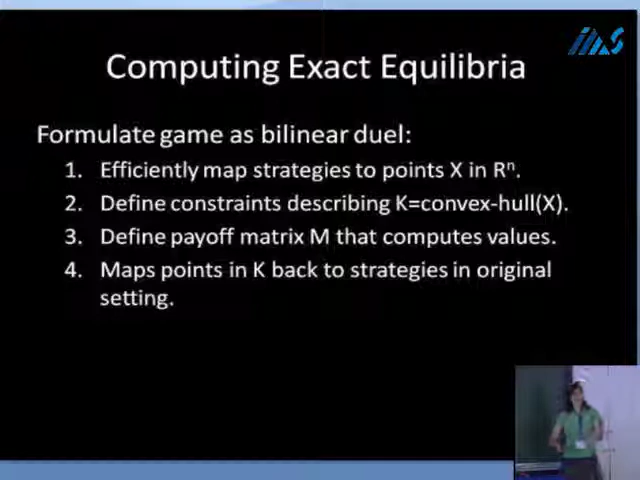 IMS
Computing Exact Equilibria
Formulate game as bilinear duel:
1. Efficiently map strategies to points X in Rⁿ.
2. Define constraints describing K=convex-hull(X).
3. Define payoff matrix M that computes values.
4. Maps points in K back to strategies in original
setting.